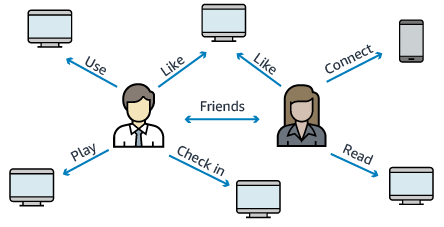 Use
Like
Like
Connect
Friends
Play
Check in
Read